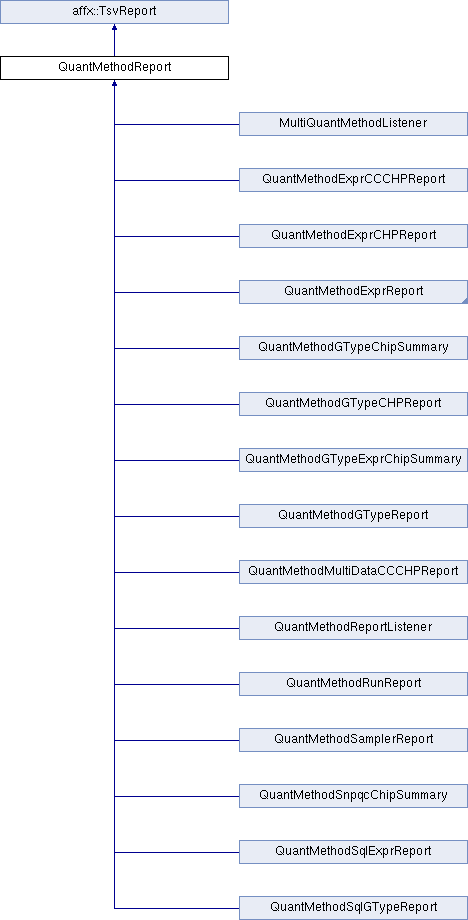 affx::TsvReport
QuantMethodReport
MultiQuantMethodListener
QuantMethodExprCCCHPReport
QuantMethodExprCHPReport
QuantMethodExprReport
QuantMethodGTypeChipSummary
QuantMethodGTypeCHPReport
QuantMethodGTypeExprChipSummary
QuantMethodGTypeReport
QuantMethodMultiDataCCCHPReport
QuantMethodReportListener
QuantMethodRunReport
QuantMethodSamplerReport
QuantMethodSnpqcChipSummary
QuantMethodSqlExprReport
QuantMethodSqlGTypeReport